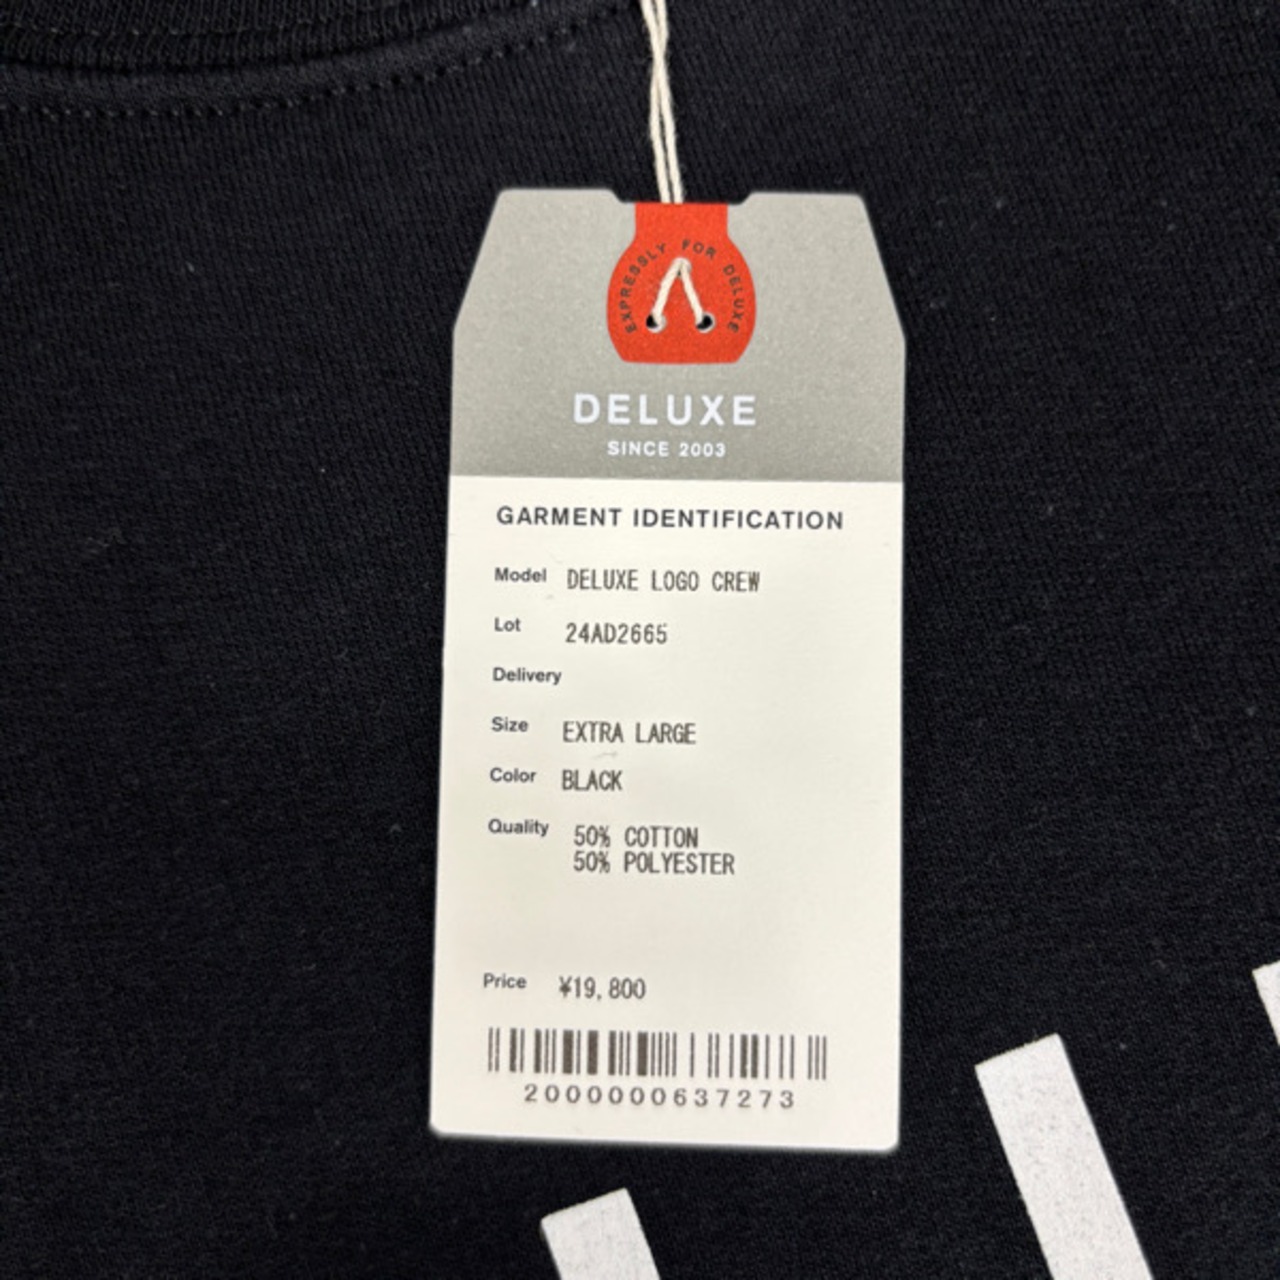 EXPRESSLY FOR DELUXE
DELUXE
SINCE 2003
GARMENT IDENTIFICATION
Model DELUXE LOGO CREW
Lot 24AD2665
Delivery
Size EXTRA LARGE
Color BLACK
Quality 50% COTTON
50% POLYESTER
Price ¥19,800
2000000637273